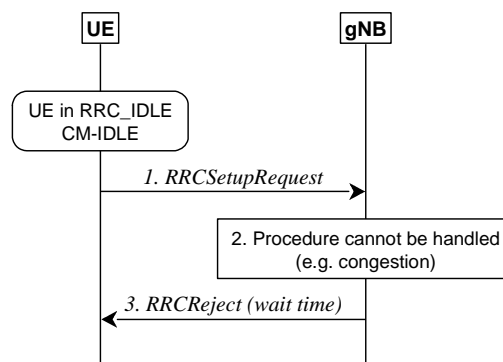 UE
gNB
UE in RRC_IDLE
CM-IDLE
1. RRCSetupRequest
2. Procedure cannot be handled
(e.g. congestion)
3. RRCReject (wait time)